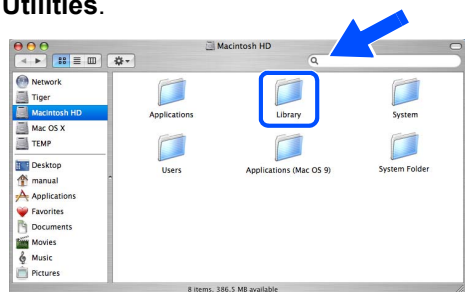 Utilities.
Macintosh HD
Network
Tiger
Macintosh HD
Mac OS X
TEMP
Desktop
manual
Applications
Favorites
Documents
Movies
Music
Pictures
Applications
Library
System
Users
Applications (Mac OS 9)
System Folder
8 items, 386.5 MB available